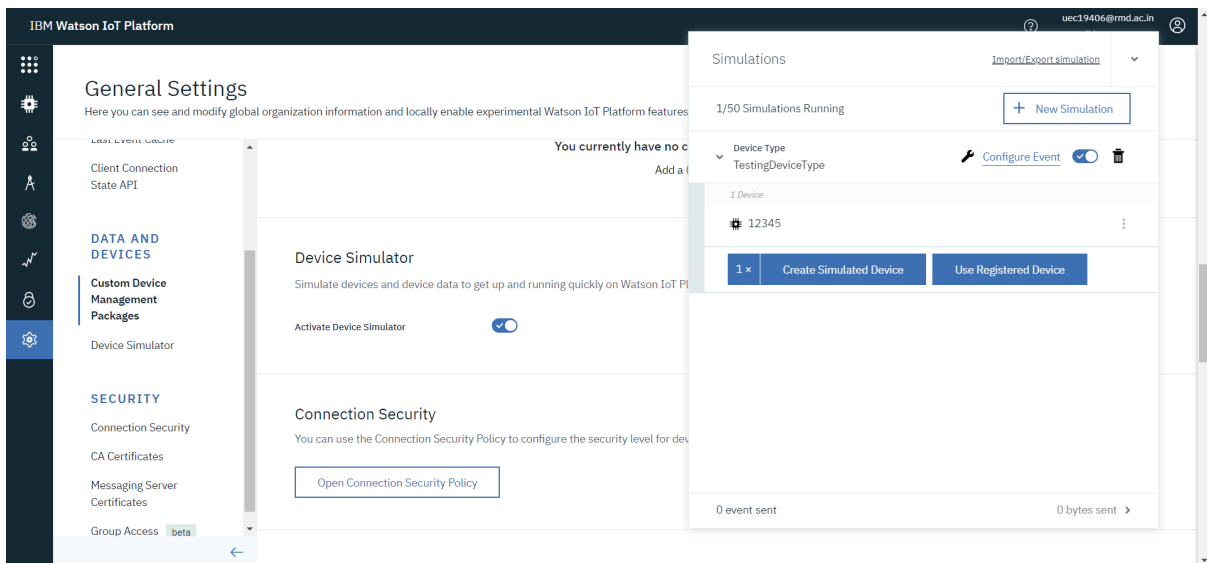 IBM Watson IoT Platform
uec19406@rmd.ac.in
General Settings
Here you can see and modify global organization information and locally enable experimental Watson IoT Platform features
Last Event Cache
Client Connection
State API
DATA AND
DEVICES
Custom Device
Management
Packages
Device Simulator
SECURITY
Connection Security
CA Certificates
Messaging Server
Certificates
Group Access beta
You currently have no c
Add a
Device Simulator
Simulate devices and device data to get up and running quickly on Watson IoT Pl
Activate Device Simulator
Connection Security
You can use the Connection Security Policy to configure the security level for dev
Open Connection Security Policy
Simulations
Import/Export simulation
1/50 Simulations Running
+ New Simulation
Device Type
TestingDeviceType
Configure Event
1 Device
12345
1 ×
Create Simulated Device
Use Registered Device
0 event sent
0 bytes sent